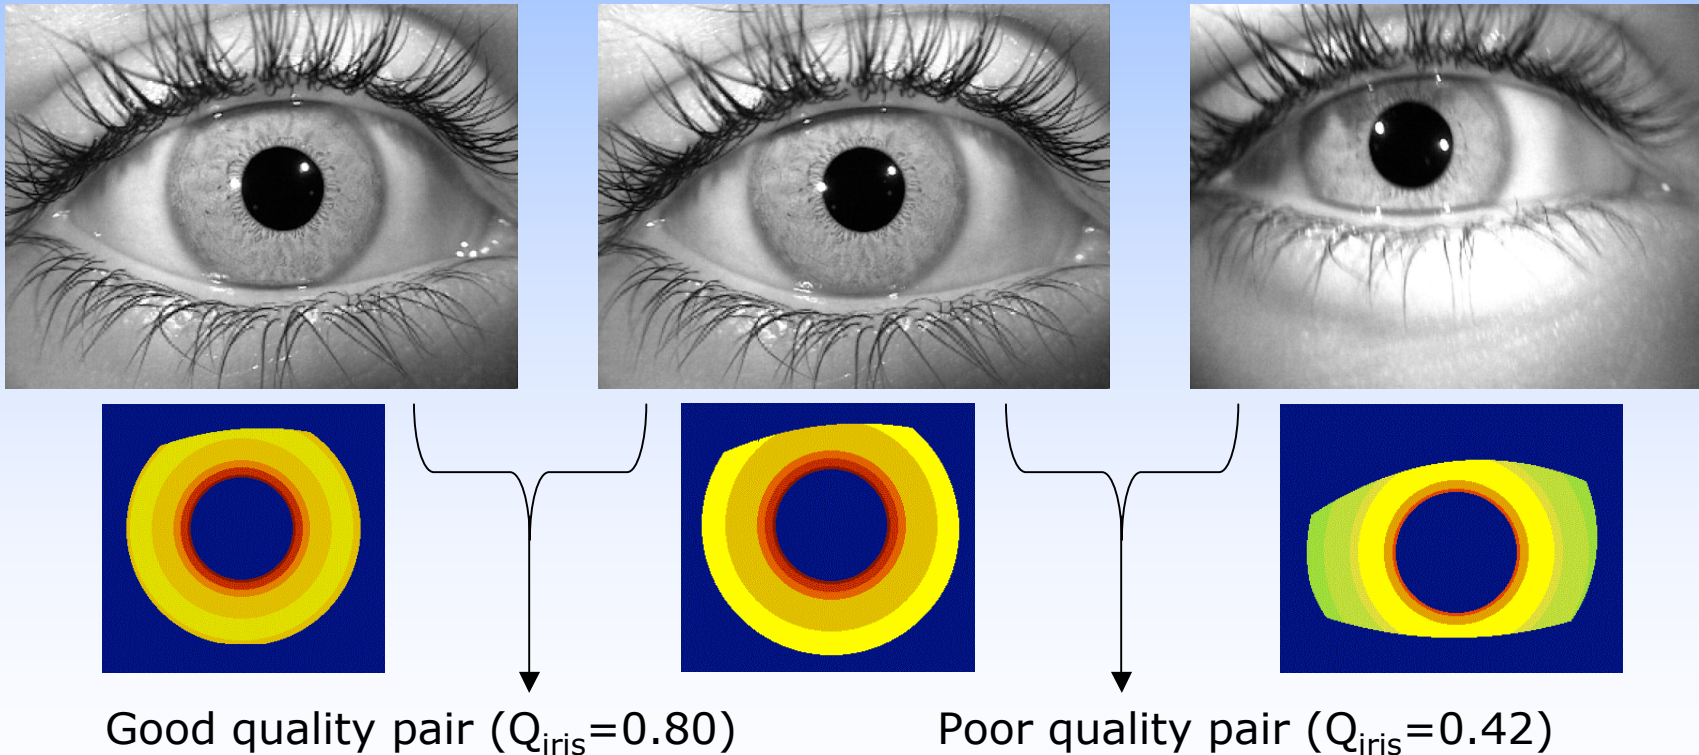 Good quality pair (Q_iris=0.80)
Poor quality pair (Q_iris=0.42)